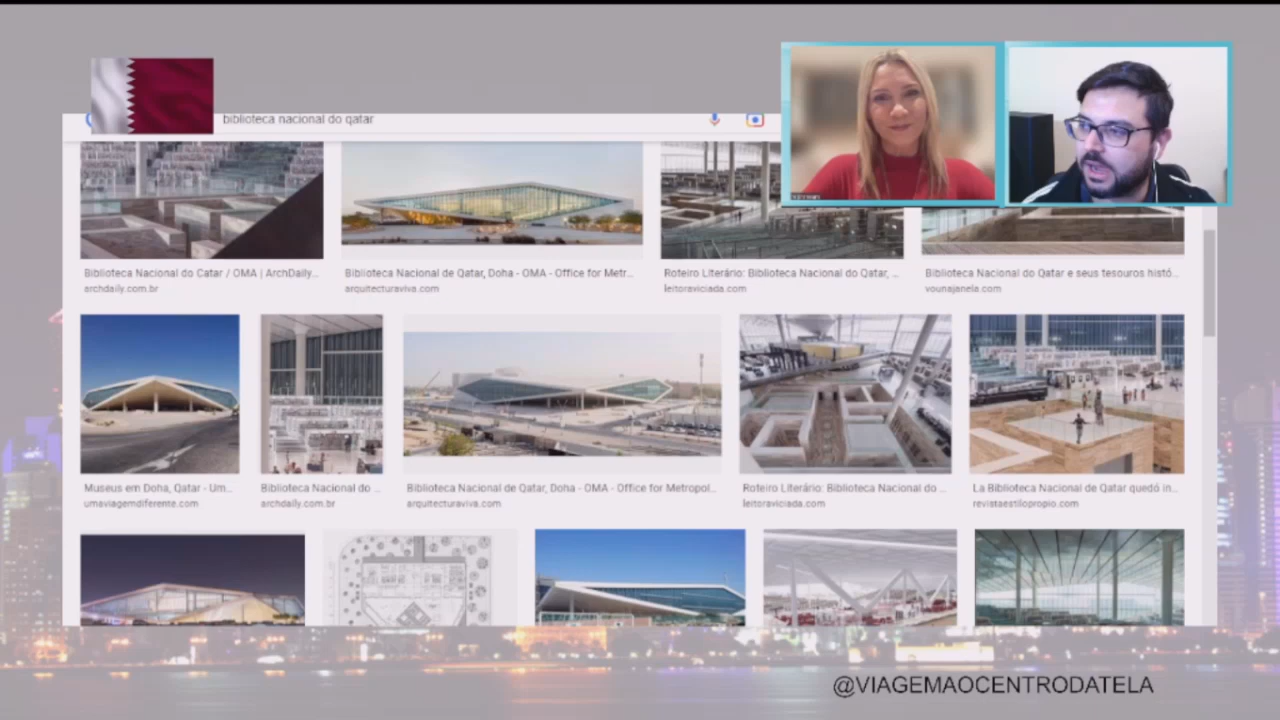 biblioteca nacional do qatar
Biblioteca Nacional do Catar / OMA | ArchDaily...
archdaily.com.br
Biblioteca Nacional de Qatar, Doha - OMA - Office for Metr...
arquitecturaviva.com
Roteiro Literário: Biblioteca Nacional do Qatar, ...
leitoraviciada.com
Biblioteca Nacional do Qatar e seus tesouros histó...
vounajanela.com
Museus em Doha, Qatar - Um...
umaviagemdiferente.com
Biblioteca Nacional do ...
archdaily.com.br
Biblioteca Nacional de Qatar, Doha - OMA - Office for Metropol...
arquitecturaviva.com
Roteiro Literário: Biblioteca Nacional do ...
leitoraviciada.com
La Biblioteca Nacional de Qatar quedó in...
revistaestilopropio.com
@VIAGEMAOCENTRODATELA